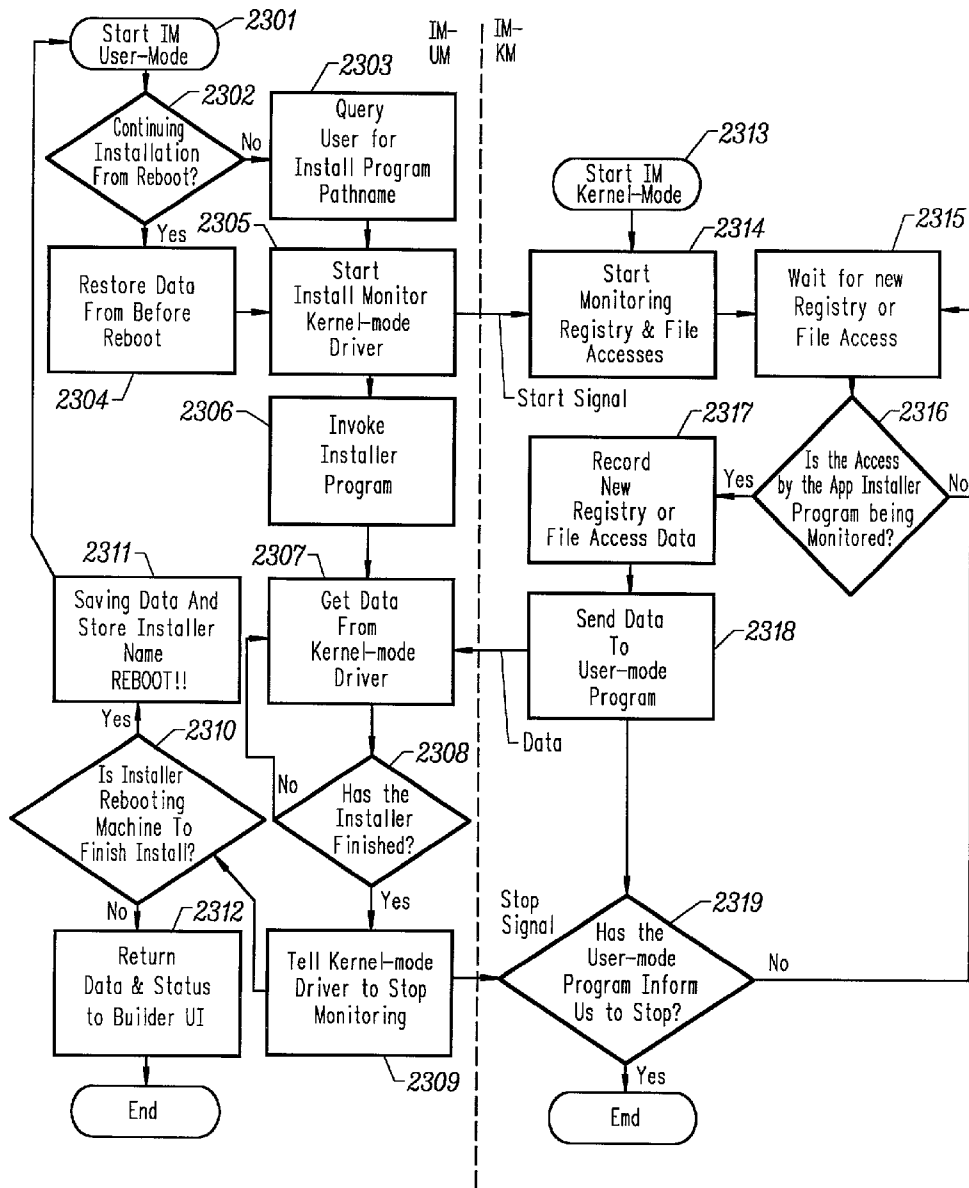 Start IM
User-Mode
2301
IM-
UM
IM-
KM
2302
Continuing
Installation
From Reboot?
No
Yes
2303
Query
User for
Install Program
Pathname
2304
Restore Data
From Before
Reboot
2305
Start
Install Monitor
Kernel-mode
Driver
Start Signal
2306
Invoke
Installer
Program
2307
Get Data
From
Kernel-mode
Driver
2308
Has the
Installer
Finished?
No
Yes
2309
Tell Kernel-mode
Driver to Stop
Monitoring
2310
Is Installer
Rebooting
Machine To
Finish Install?
Yes
No
2311
Saving Data And
Store Installer
Name
REBOOT!!
2312
Return
Data & Status
to Builder UI
End
2313
Start IM
Kernel-Mode
2314
Start
Monitoring
Registry & File
Accesses
2315
Wait for new
Registry or
File Access
2316
Is the Access
by the App Installer
Program being
Monitored?
Yes
No
2317
Record
New
Registry or
File Access Data
2318
Send Data
To
User-mode
Program
Data
Stop
Signal
2319
Has the
User-mode
Program Inform
Us to Stop?
No
Yes
Emd